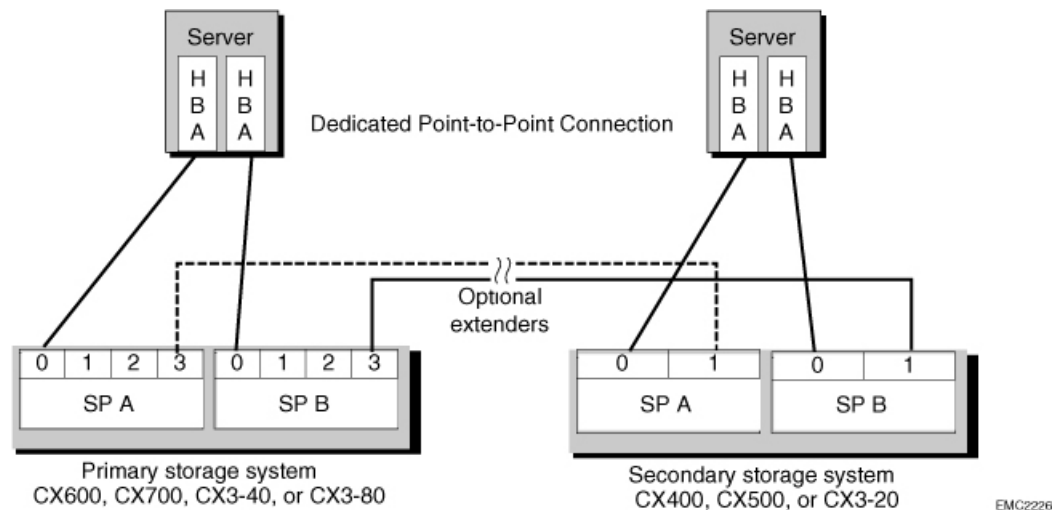 Server
Server
H H
B B
A A
H H
B B
A A
Dedicated Point-to-Point Connection
Optional
extenders
0 1 2 3 0 1 2 3
SP A SP B
0 1 0 1
SP A SP B
Primary storage system
CX600, CX700, CX3-40, or CX3-80
Secondary storage system
CX400, CX500, or CX3-20
EMC2226